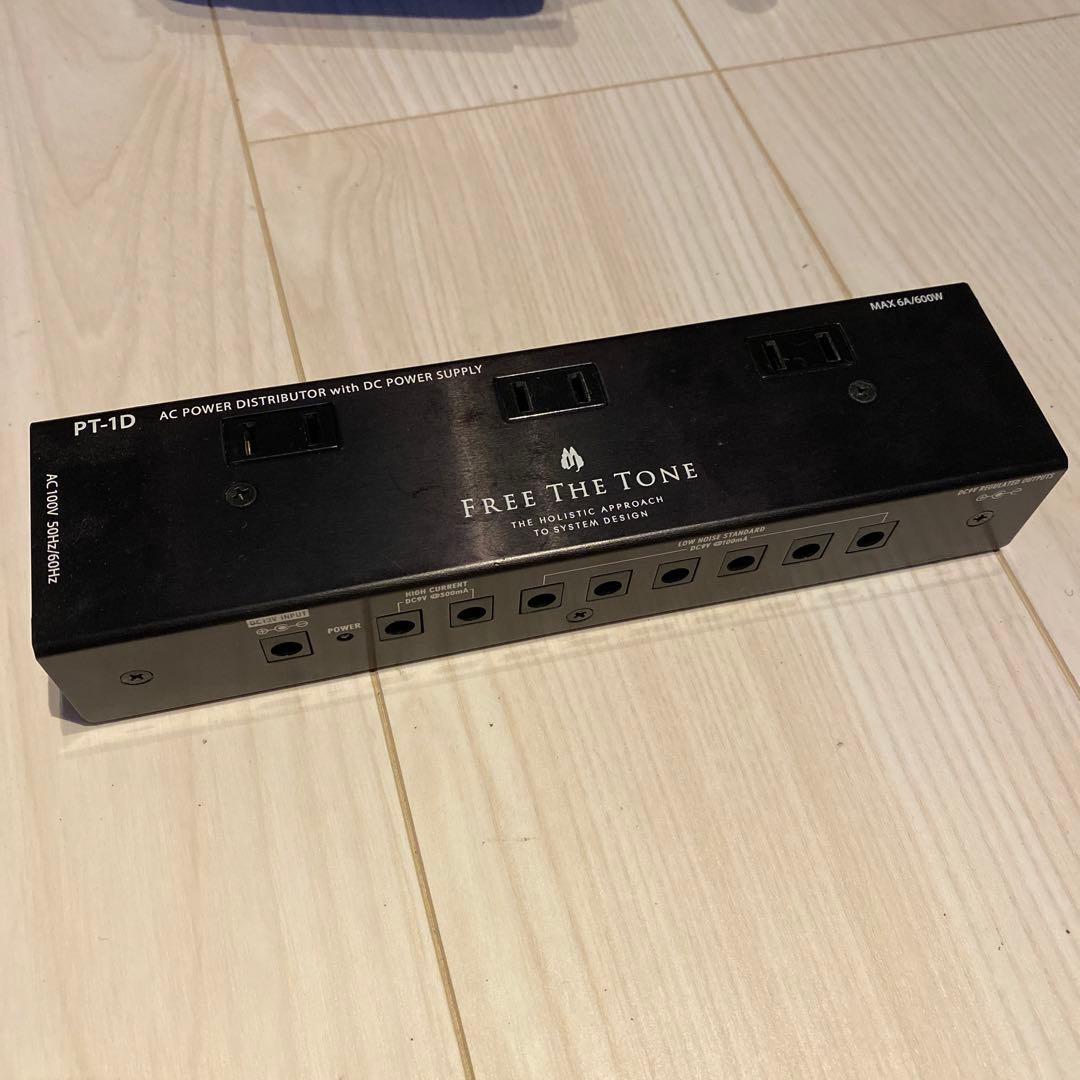 MAX 6A/600W
PT-1D AC POWER DISTRIBUTOR with DC POWER SUPPLY
AC100V 50Hz/60Hz
FREE THE TONE
THE HOLISTIC APPROACH
TO SYSTEM DESIGN
DC9V REGULATED OUTPUTS
LOW NOISE STANDARD
DC9V @100mA
HIGH CURRENT
DC9V @500mA
DC12V INPUT
POWER